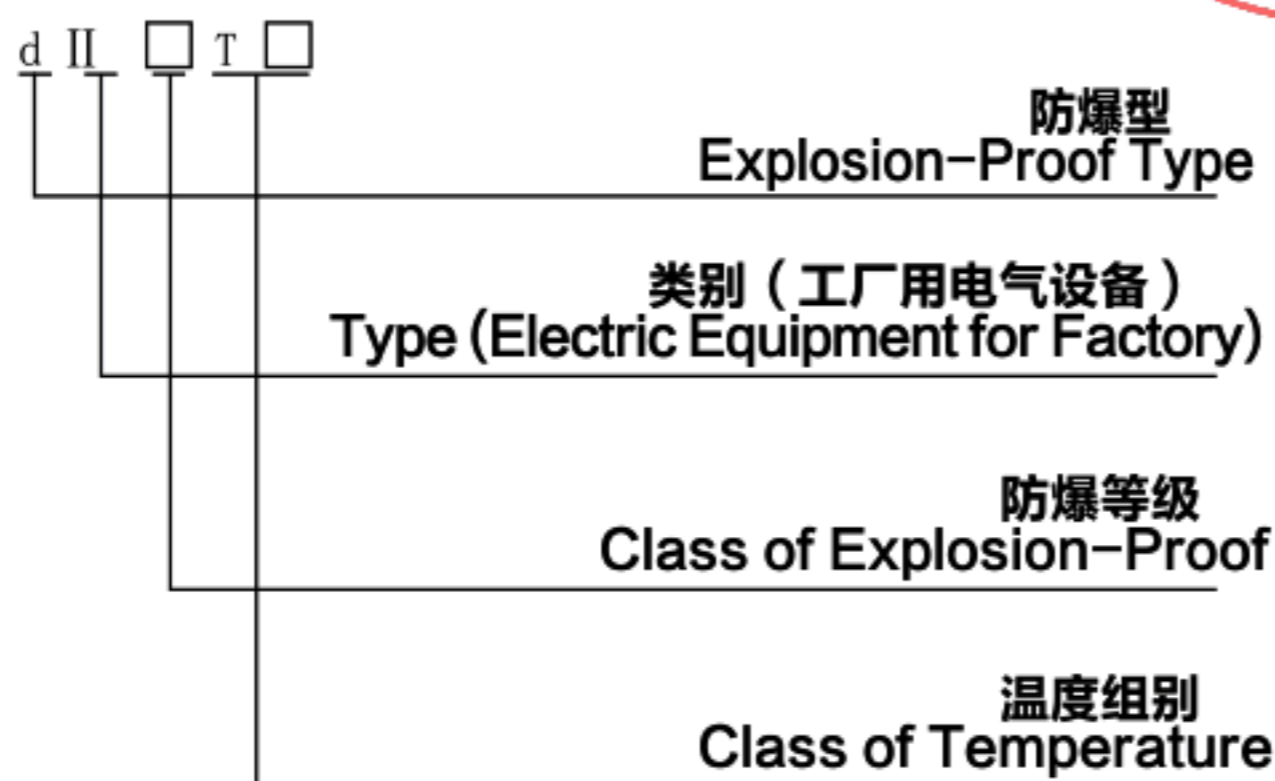 d II □ T □
防爆型
Explosion-Proof Type
类别（工厂用电气设备）
Type (Electric Equipment for Factory)
防爆等级
Class of Explosion-Proof
温度组别
Class of Temperature